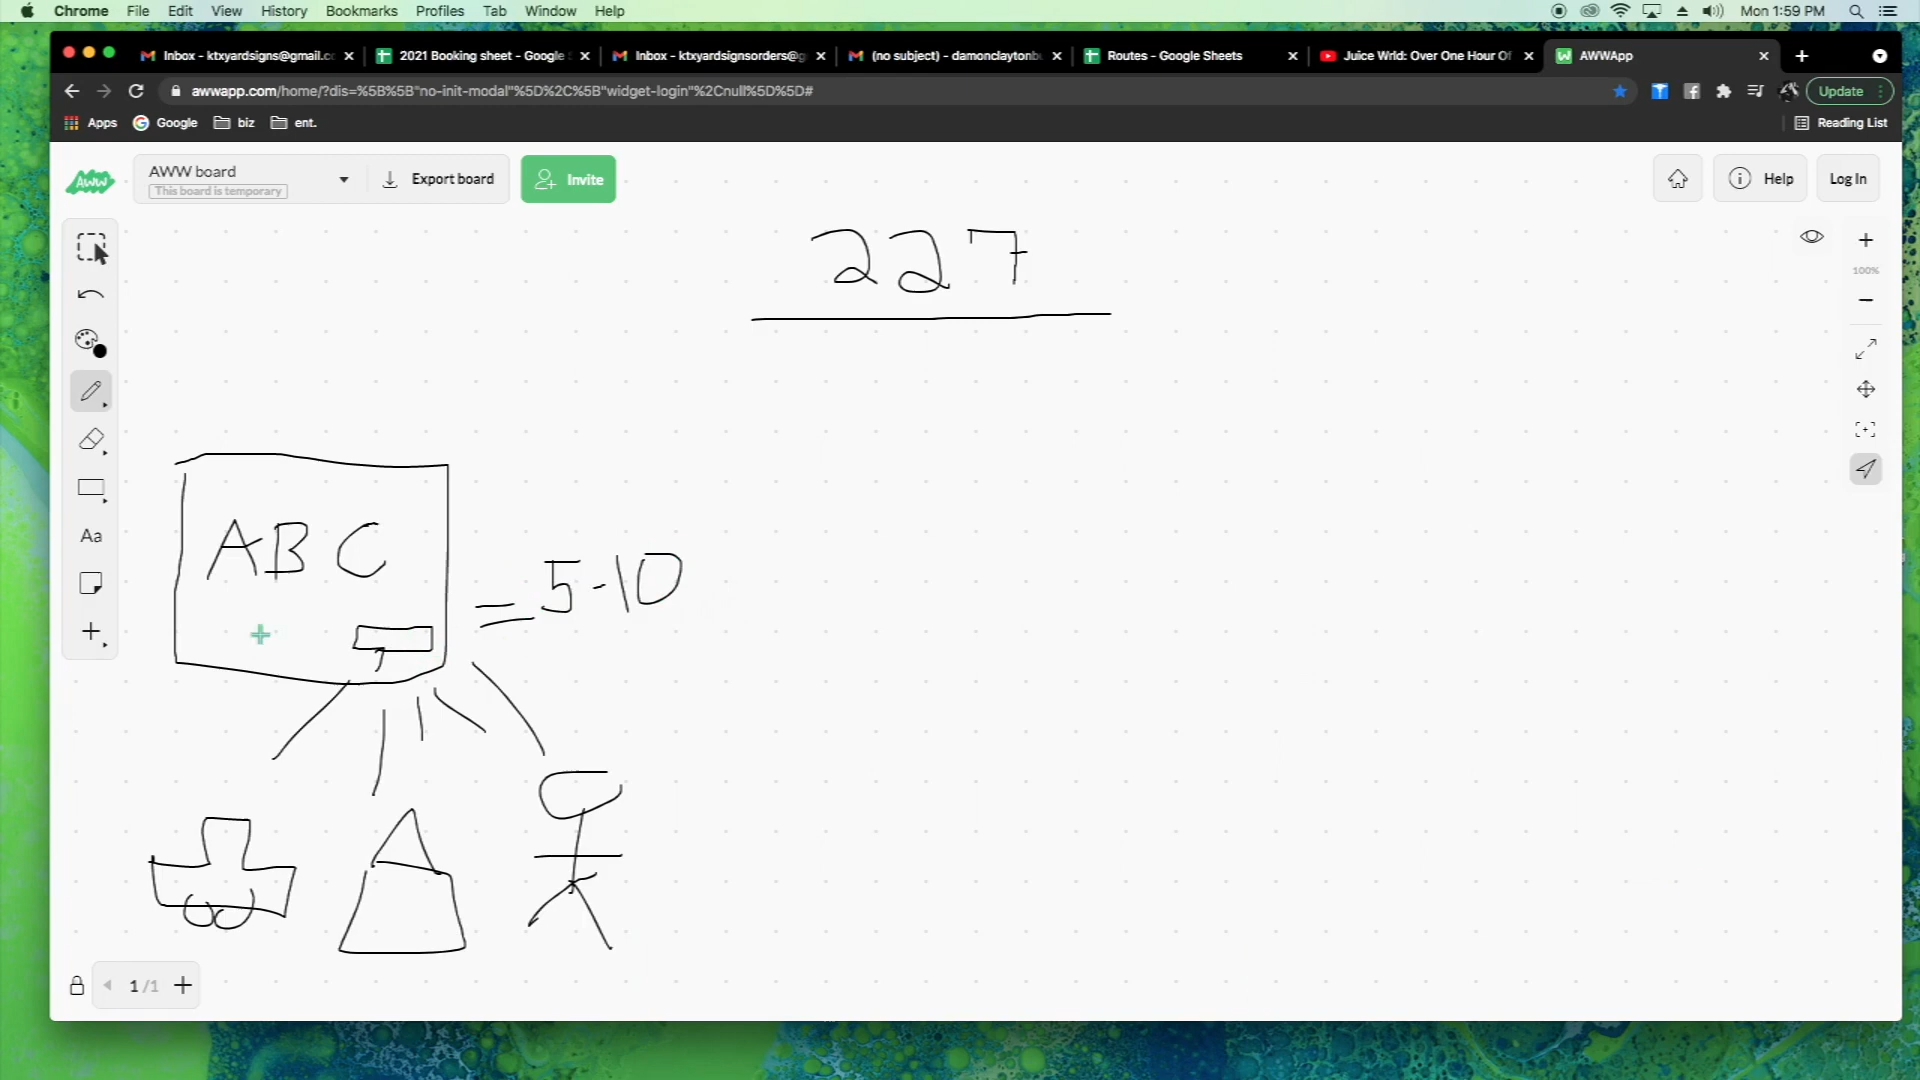 Chrome File Edit View History Bookmarks Profiles Tab Window Help Mon 1:59 PM
Inbox - ktxyardsigns@gmail.co 2021 Booking sheet - Google S Inbox - ktxyardsignsorders@g (no subject) - damonclaytonb Routes - Google Sheets Juice Wrld: Over One Hour Of AWWApp
awwapp.com/home/?dis=%5B%5B"no-init-modal"%5D%2C%5B"widget-login"%2Cnull%5D%5D# Update
Apps Google biz ent. Reading List
AWW
AWW board
This board is temporary
Export board
Invite
Help
Log In
227
100%
Aa
ABC
= 5-10
1/1